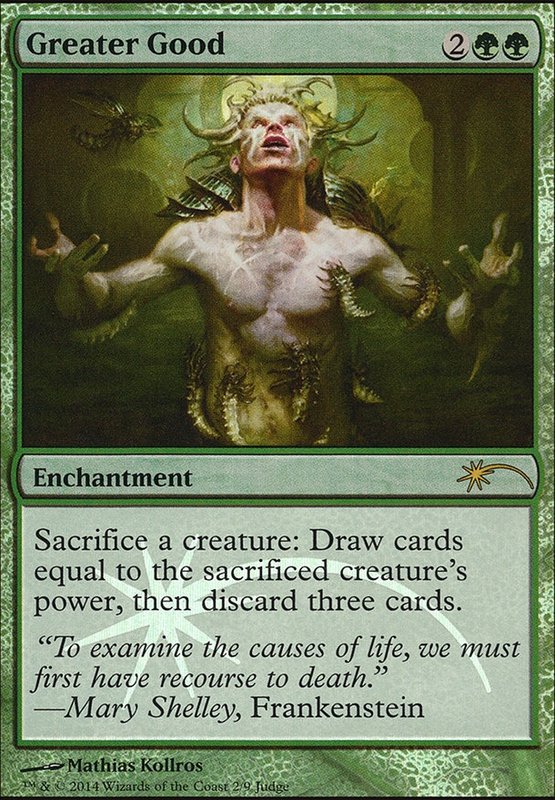 Greater Good 2
Enchantment
Sacrifice a creature: Draw cards
equal to the sacrificed creature's
power, then discard three cards.
“To examine the causes of life, we must
first have recourse to death.”
—Mary Shelley, Frankenstein
Mathias Kollros
™ & © 2014 Wizards of the Coast 2/9 Judge